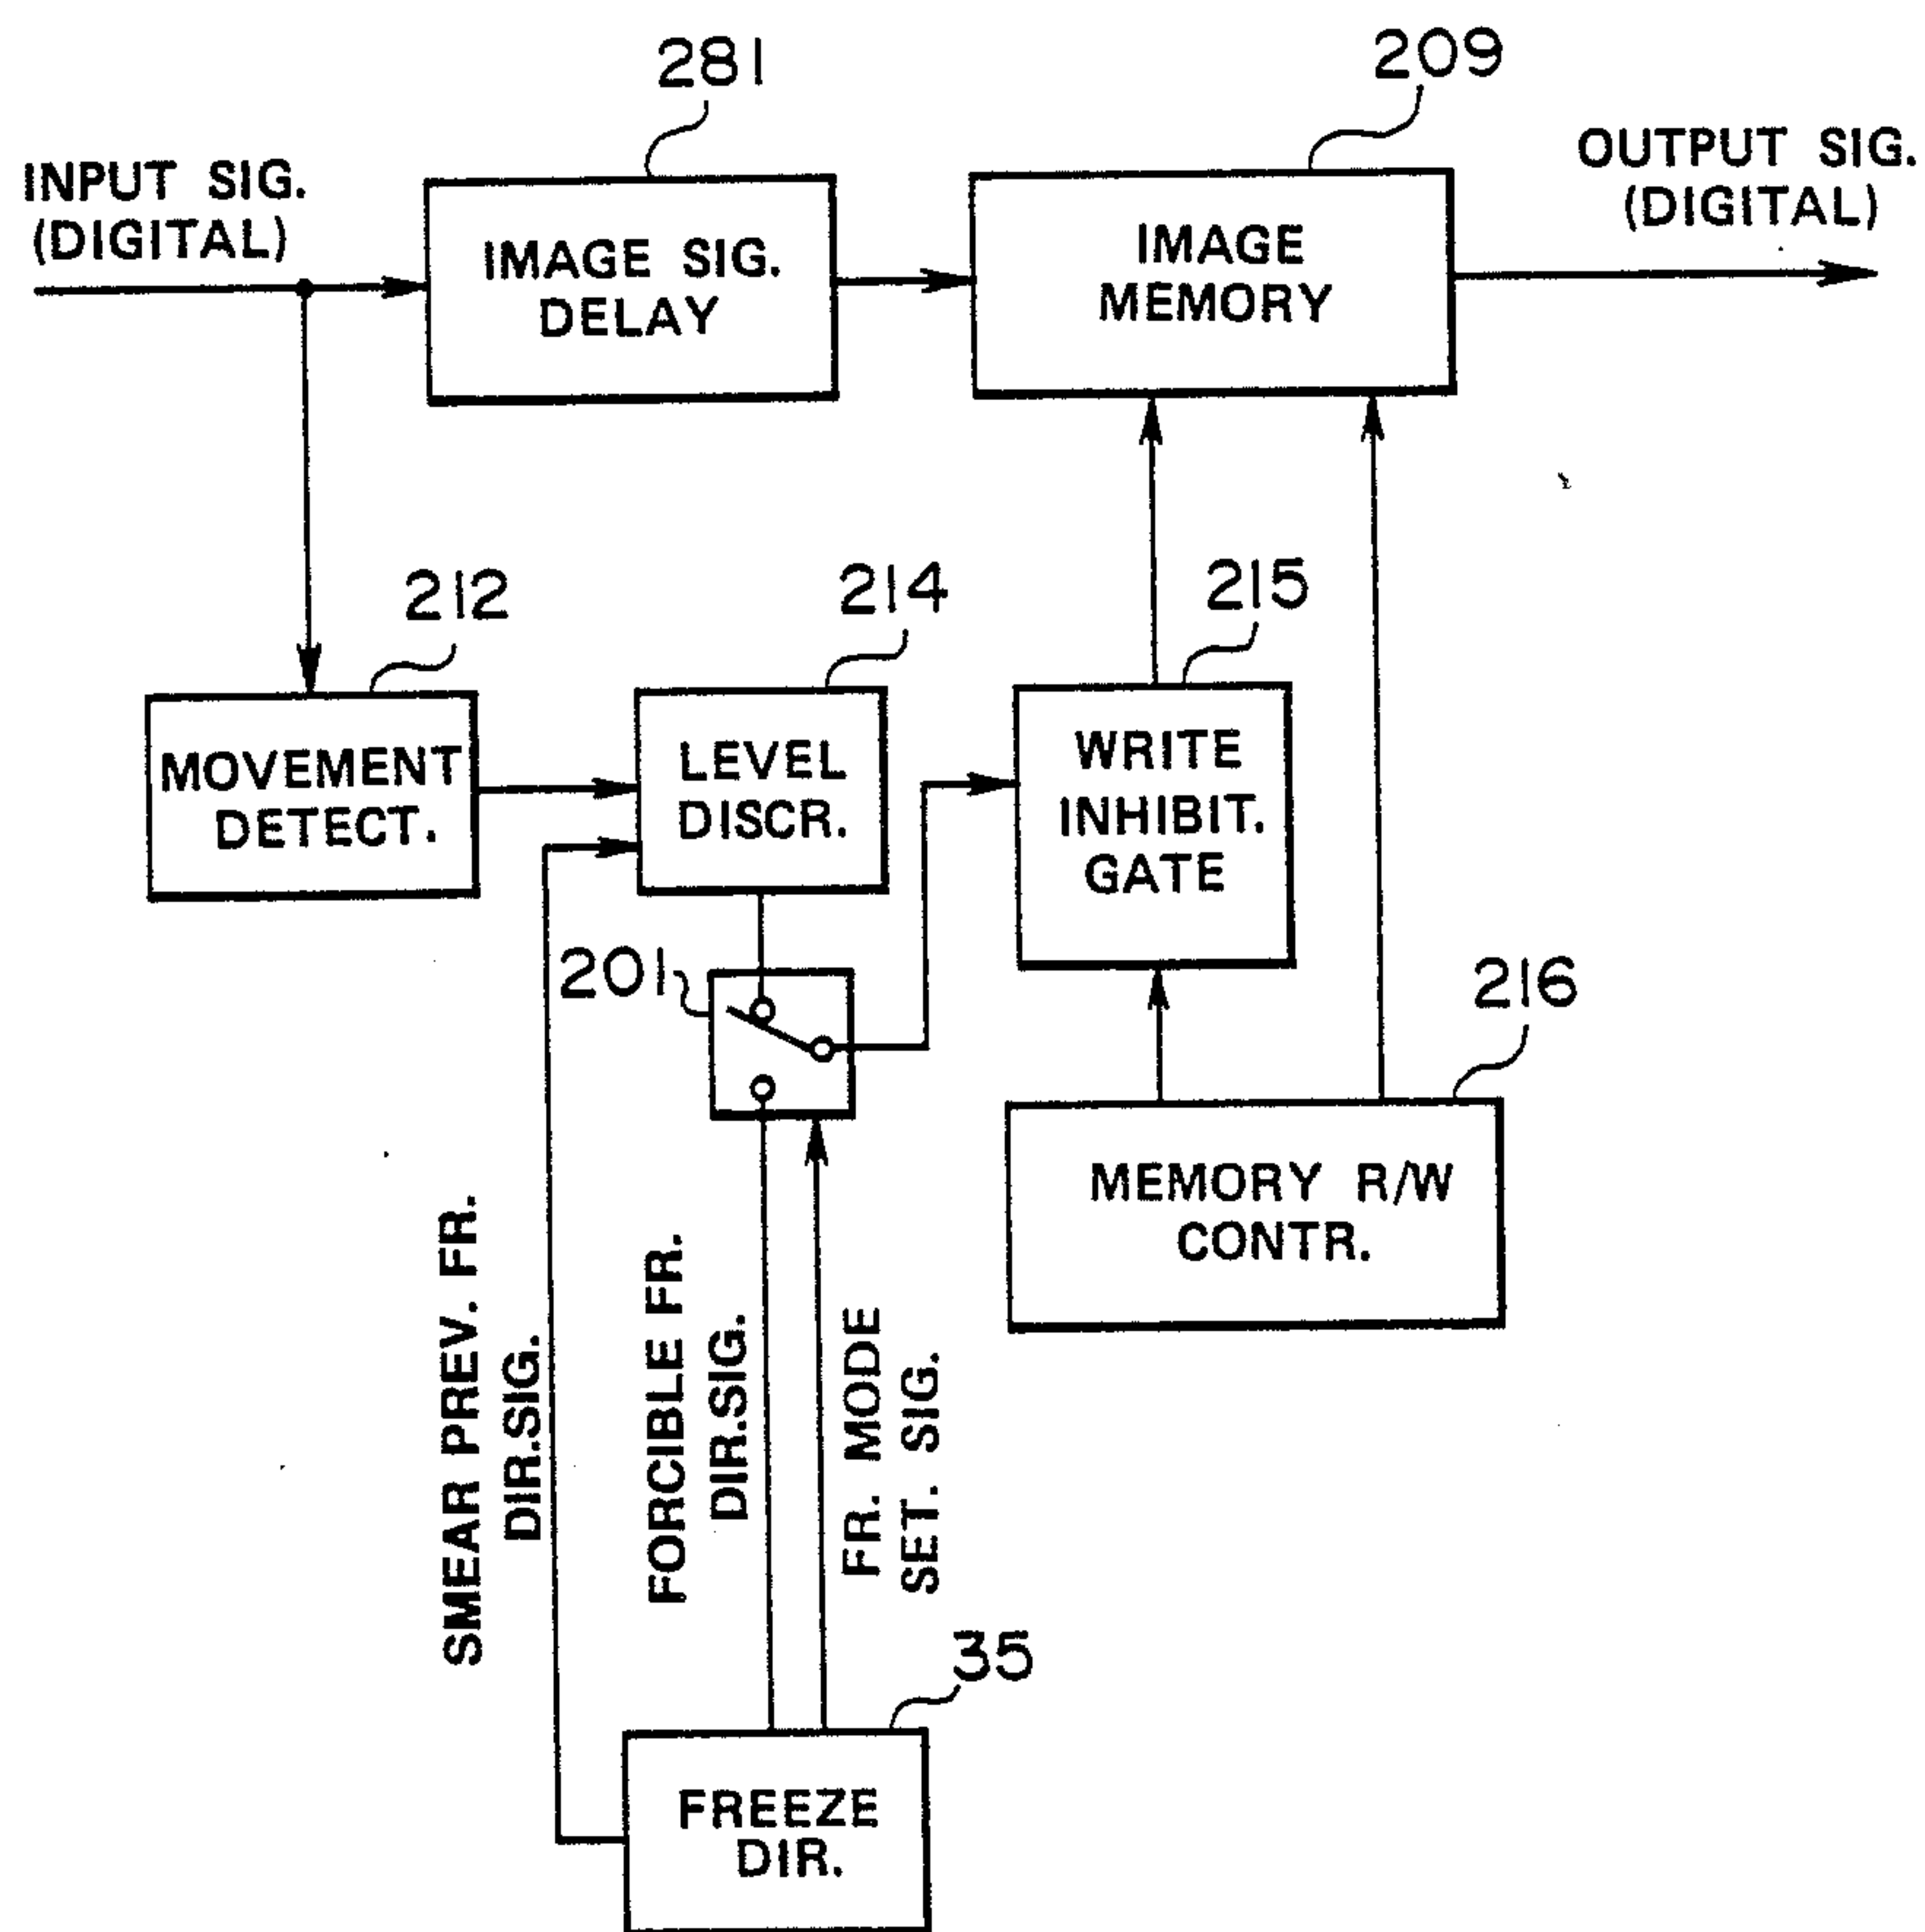 281
209
INPUT SIG.
(DIGITAL)
OUTPUT SIG.
(DIGITAL)
IMAGE SIG.
DELAY
IMAGE
MEMORY
212
214
215
MOVEMENT
DETECT.
LEVEL
DISCR.
WRITE
INHIBIT.
GATE
201
216
MEMORY R/W
CONTR.
SMEAR PREV. FR.
DIR.SIG.
FORCIBLE FR.
DIR.SIG.
FR. MODE
SET. SIG.
35
FREEZE
DIR.